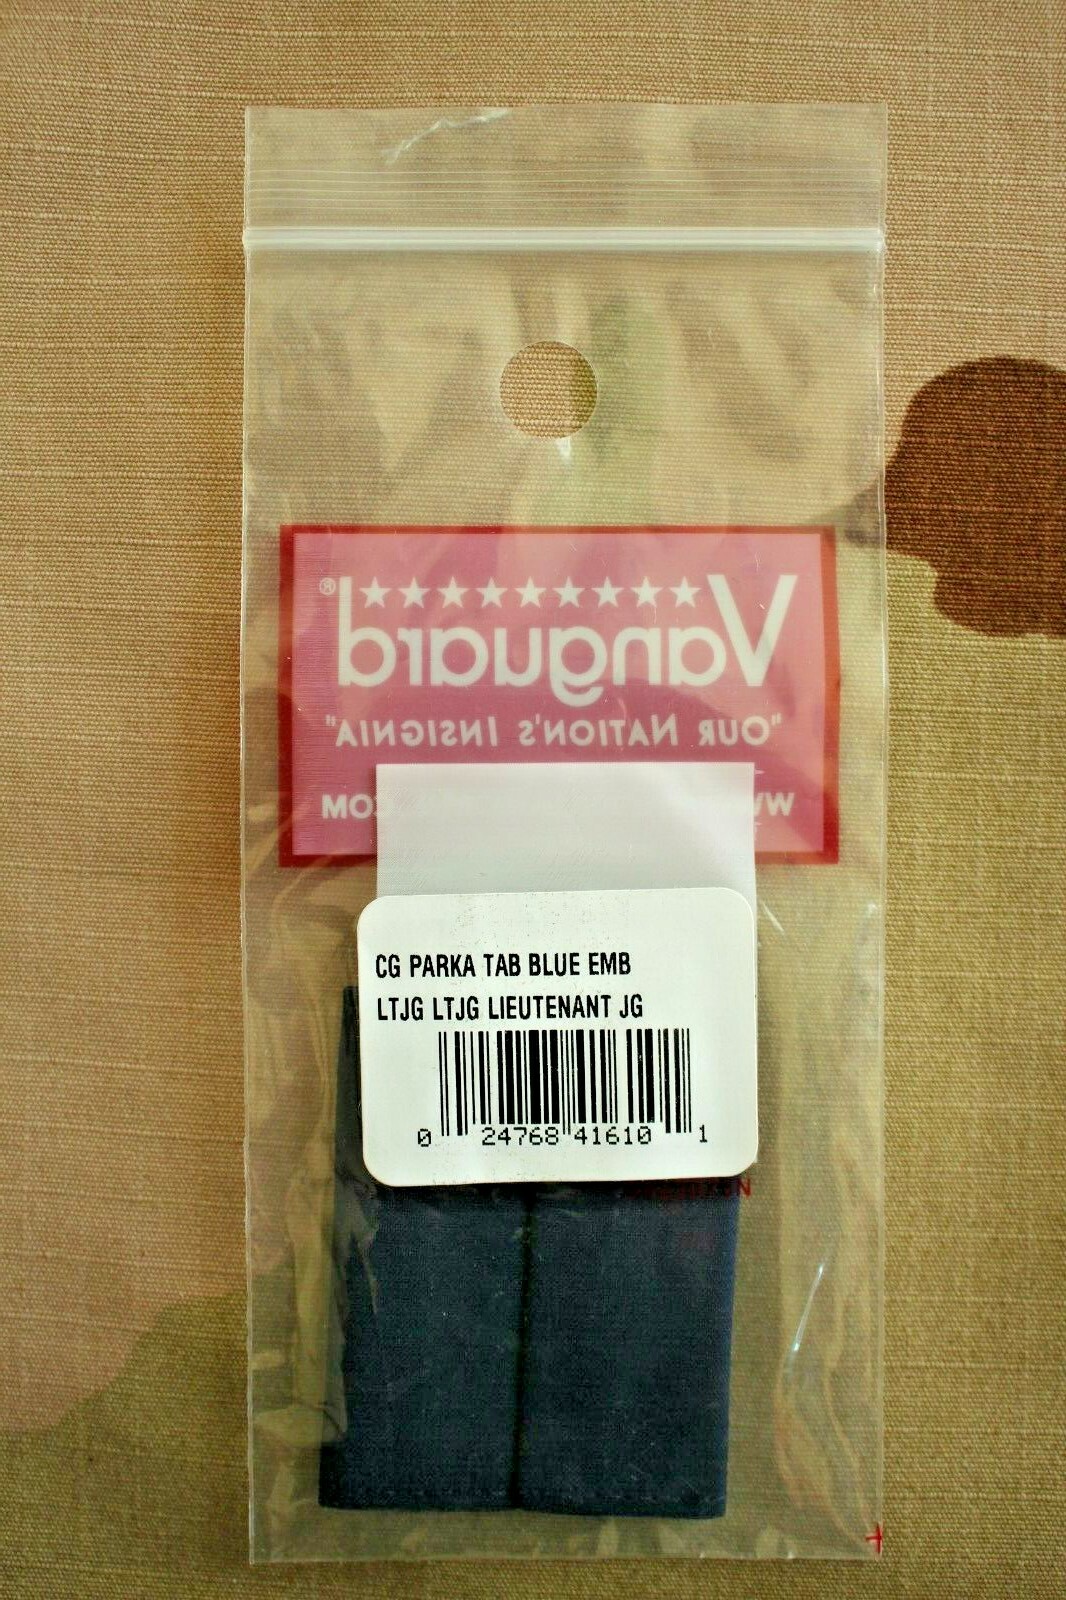 Vanguard®
"OUR NATION'S INSIGNIA"
CG PARKA TAB BLUE EMB
LTJG LTJG LIEUTENANT JG
0 24768 41610 1